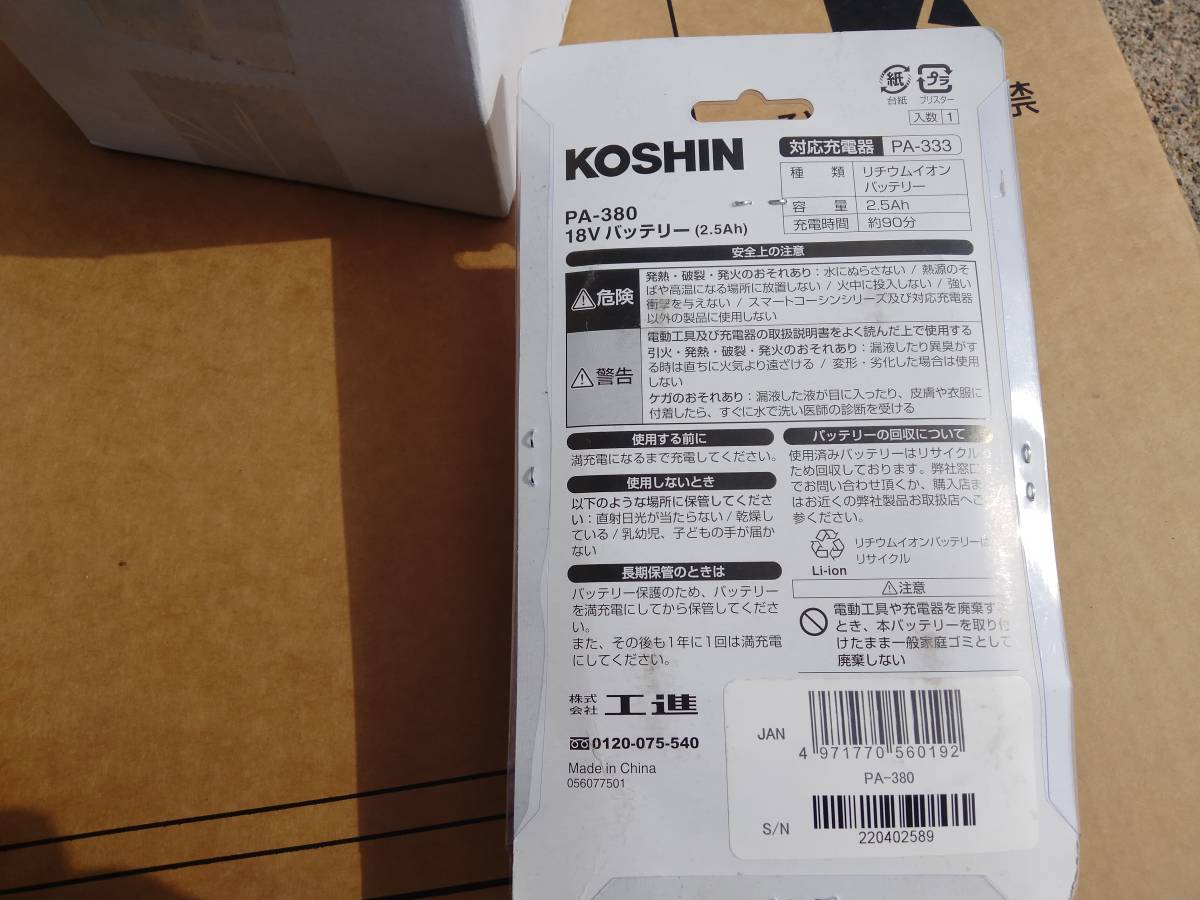 禁
紙
プラ
台紙
ブリスター
入数 1
KOSHIN
対応充電器 PA-333
種類 リチウムイオン
バッテリー
容量 2.5Ah
充電時間 約90分
PA-380
18V バッテリー (2.5Ah)
安全上の注意
危険
発熱・破裂・発火のおそれあり:水にぬらさない / 熱源のそ
ばや高温になる場所に放置しない / 火中に投入しない / 強い
衝撃を与えない / スマートコーシンシリーズ及び対応充電器
以外の製品に使用しない
警告
電動工具及び充電器の取扱説明書をよく読んだ上で使用する
引火・発熱・破裂・発火のおそれあり:漏液したり異臭がす
る時は直ちに火気より遠ざける / 変形・劣化した場合は使用
しない
ケガのおそれあり:漏液した液が目に入ったり、皮膚や衣服に
付着したら、すぐに水で洗い医師の診断を受ける
使用する前に
満充電になるまで充電してください。
使用しないとき
以下のような場所に保管してくださ
い:直射日光が当たらない / 乾燥し
ている / 乳幼児、子どもの手が届か
ない
長期保管のときは
バッテリー保護のため、バッテリー
を満充電にしてから保管してくださ
い。
また、その後も1年に1回は満充電
にしてください。
バッテリーの回収について
使用済みバッテリーはリサイクルの
ため回収しております。弊社窓口ま
でお問い合わせ頂くか、購入店ま
はお近くの弊社製品お取扱店へご
参ください。
Li-ion
リチウムイオンバッテリーは
リサイクル
注意
電動工具や充電器を廃棄する
とき、本バッテリーを取り付
けたまま一般家庭ゴミとして
廃棄しない
株式会社 工進
0120-075-540
Made in China
056077501
JAN
4 971770 560192
PA-380
S/N
220402589